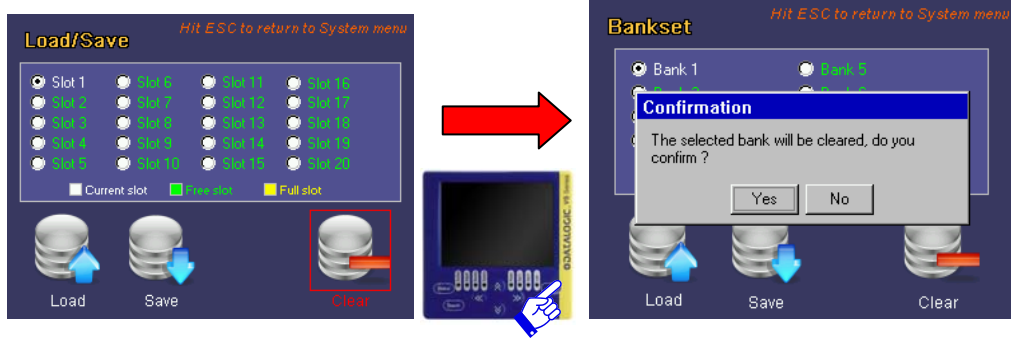 Hit ESC to return to System menu
Load/Save
Slot 1 Slot 6 Slot 11 Slot 16
Slot 2 Slot 7 Slot 12 Slot 17
Slot 3 Slot 8 Slot 13 Slot 18
Slot 4 Slot 9 Slot 14 Slot 19
Slot 5 Slot 10 Slot 15 Slot 20
Current slot Free slot Full slot
Load Save Clear
DATALOGIC V9 Series
Hit ESC to return to System menu
Bankset
Bank 1 Bank 5
Confirmation
The selected bank will be cleared, do you
confirm ?
Yes No
Load Save Clear